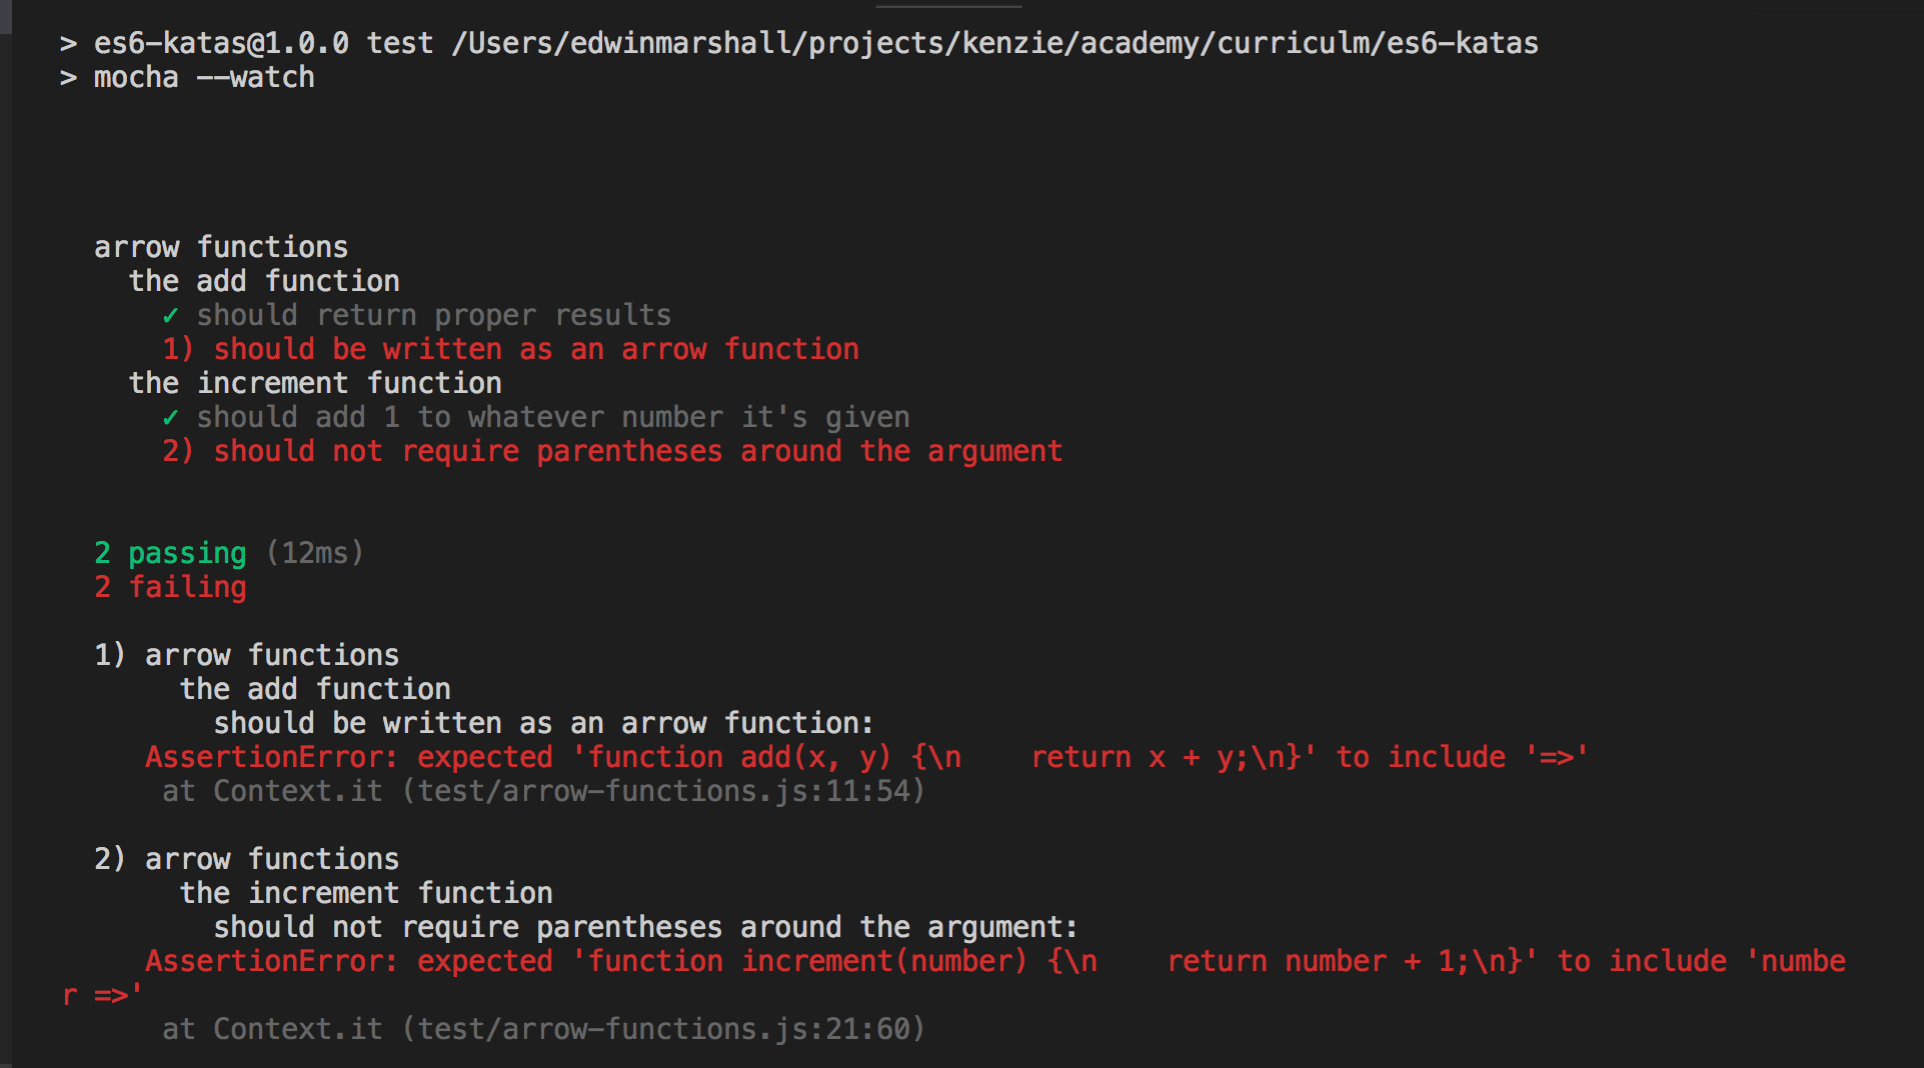 > es6-katas@1.0.0 test /Users/edwinmarshall/projects/kenzie/academy/curriculm/es6-katas
> mocha --watch
arrow functions
the add function
✓ should return proper results
1) should be written as an arrow function
the increment function
✓ should add 1 to whatever number it's given
2) should not require parentheses around the argument
2 passing (12ms)
2 failing
1) arrow functions
the add function
should be written as an arrow function:
AssertionError: expected 'function add(x, y) {\n    return x + y;\n}' to include '=>'
at Context.it (test/arrow-functions.js:11:54)
2) arrow functions
the increment function
should not require parentheses around the argument:
AssertionError: expected 'function increment(number) {\n    return number + 1;\n}' to include 'numbe
r =>'
at Context.it (test/arrow-functions.js:21:60)